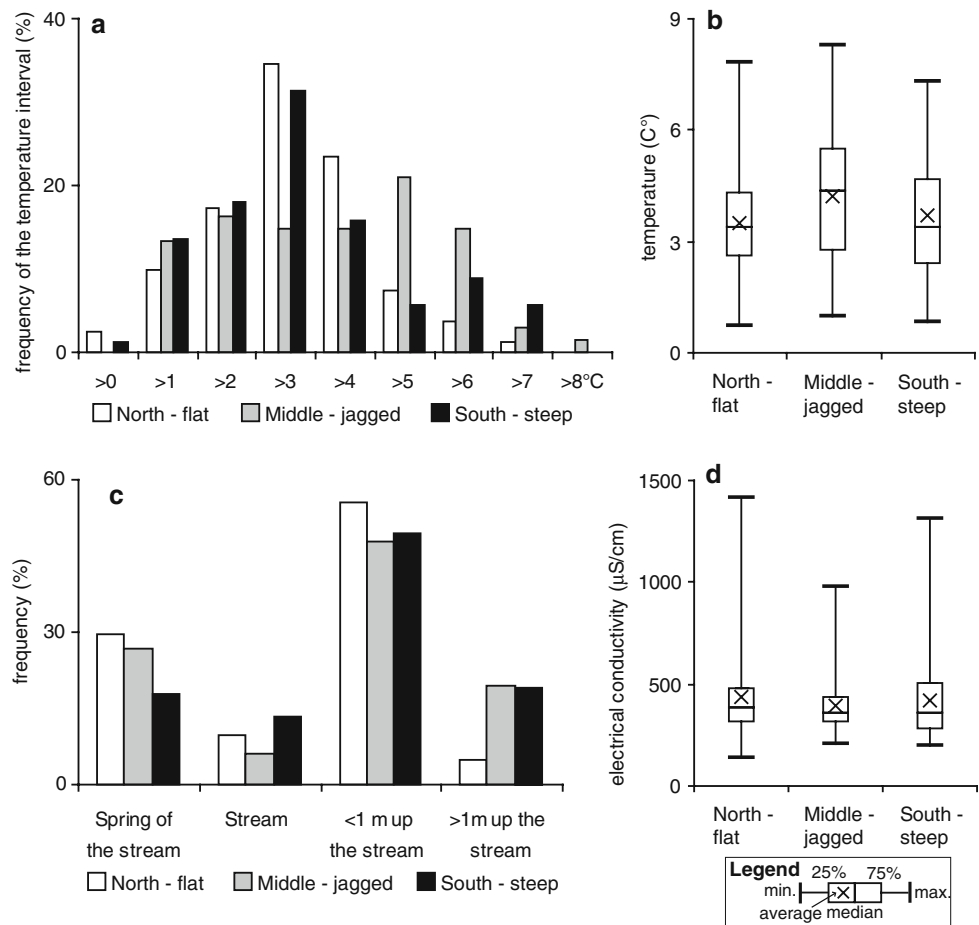 a
frequency of the temperature interval (%)
40
20
0
>0 >1 >2 >3 >4 >5 >6 >7 >8°C
North - flat Middle - jagged South - steep
b
temperature (C°)
9
6
3
0
North - flat
Middle - jagged
South - steep
c
frequency (%)
60
30
0
Spring of the stream
Stream
<1 m up the stream
>1m up the stream
North - flat Middle - jagged South - steep
d
electrical conductivity (µS/cm)
1500
1000
500
0
North - flat
Middle - jagged
South - steep
Legend
25% 75%
min. max.
average median